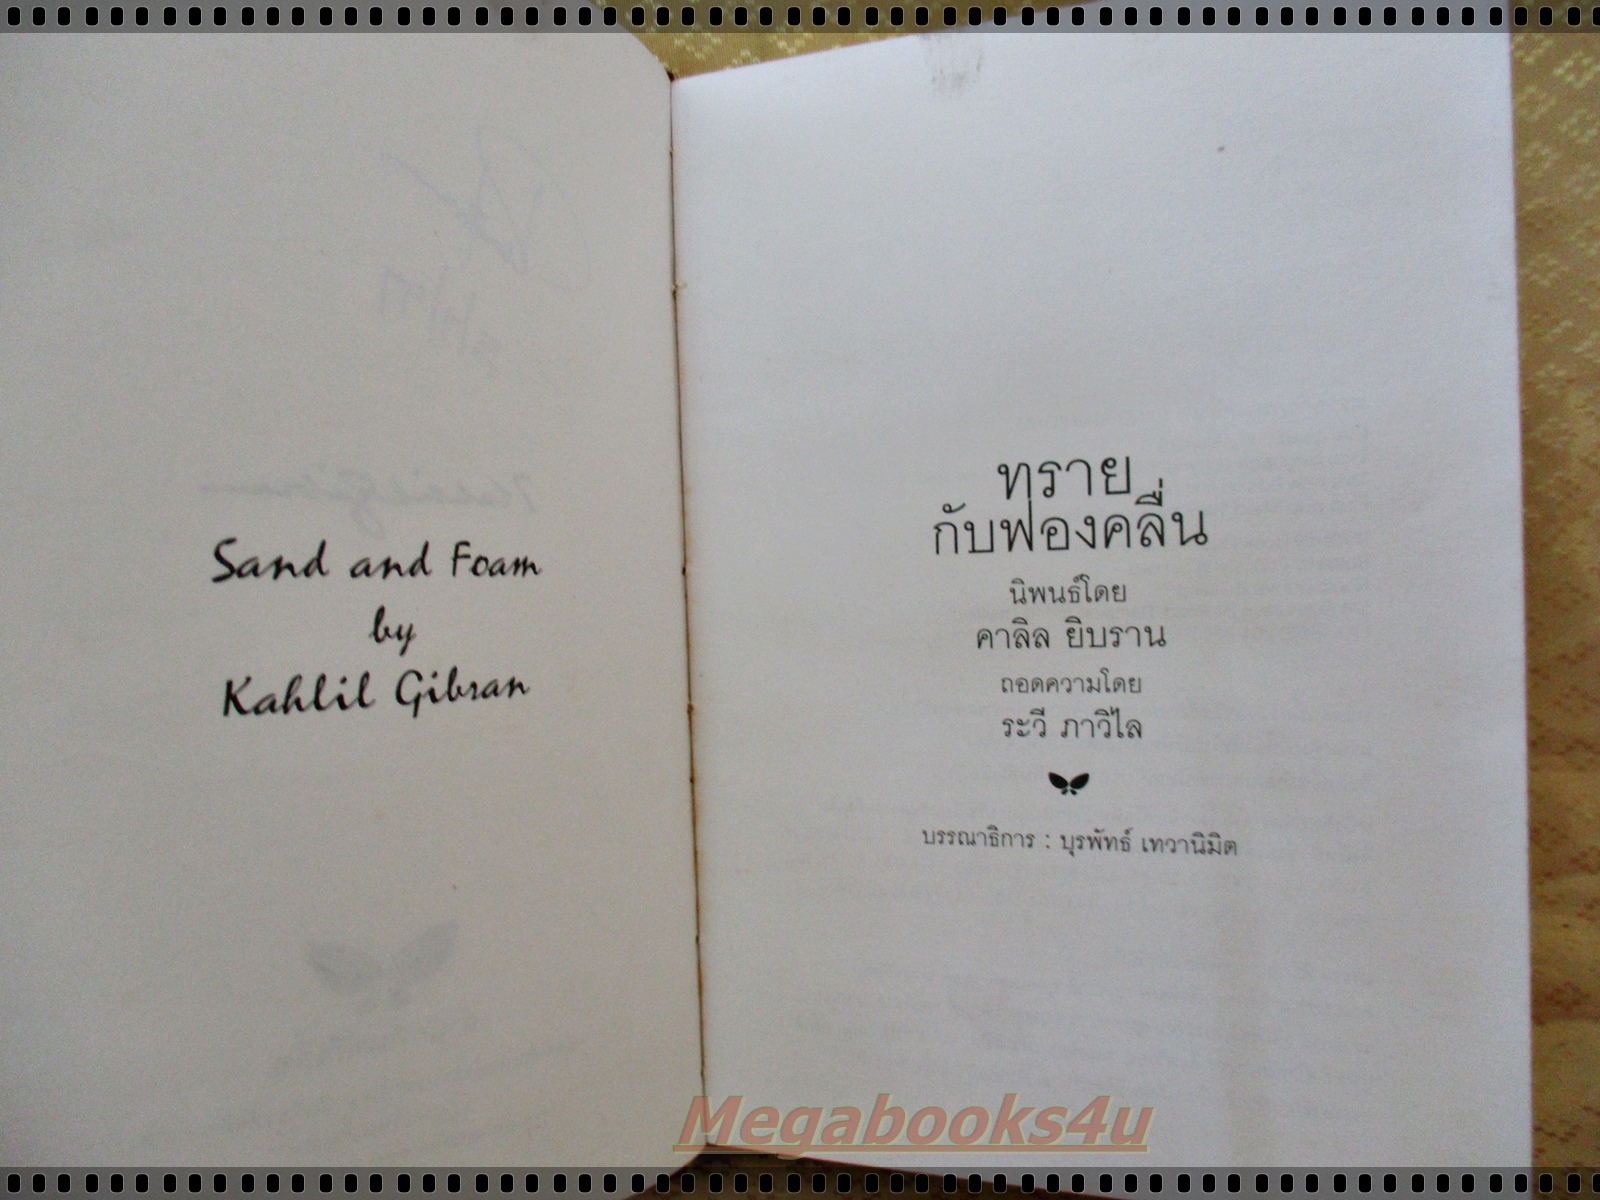 Sand and Foam
by
Kahlil Gibran
ทราย
กับฟองคลื่น
นิพนธ์โดย
คาลิล ยิบราน
ถอดความโดย
ระวี ภาวิไล
บรรณาธิการ : บุรพัทธ์ เทวานิมิต
Megabooks4u